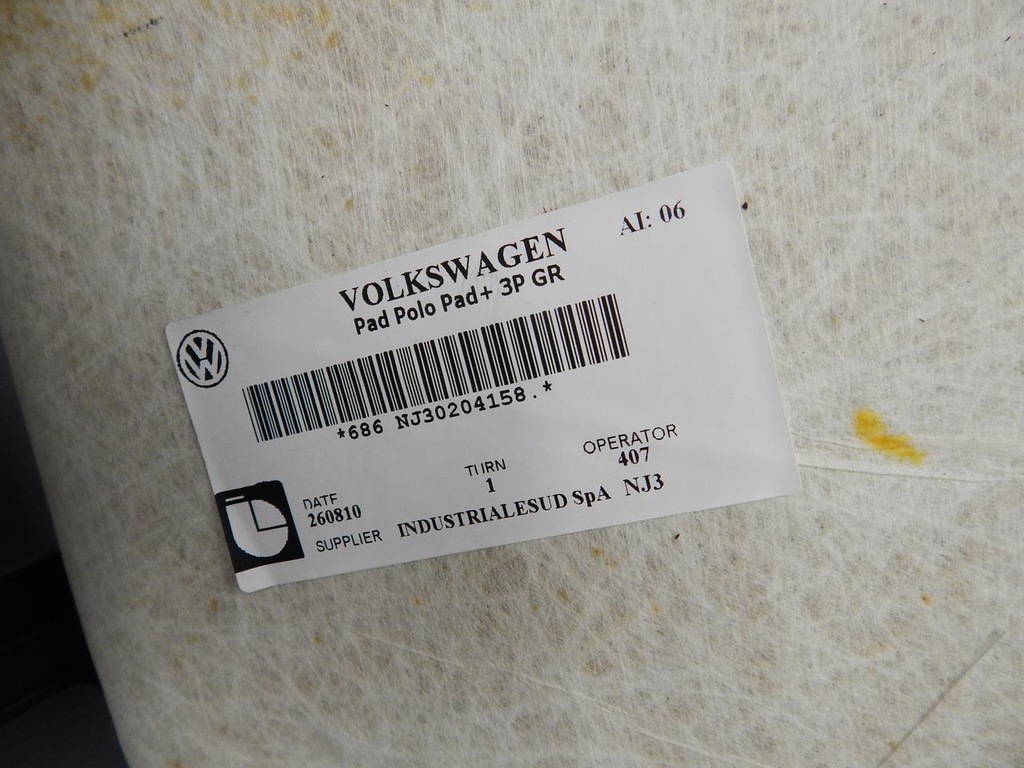 AI: 06
VOLKSWAGEN
Pad Polo Pad+ 3P GR
*686 NJ30204158.*
DATE TURN OPERATOR
260810 1 407
SUPPLIER INDUSTRIALESUD SpA NJ3